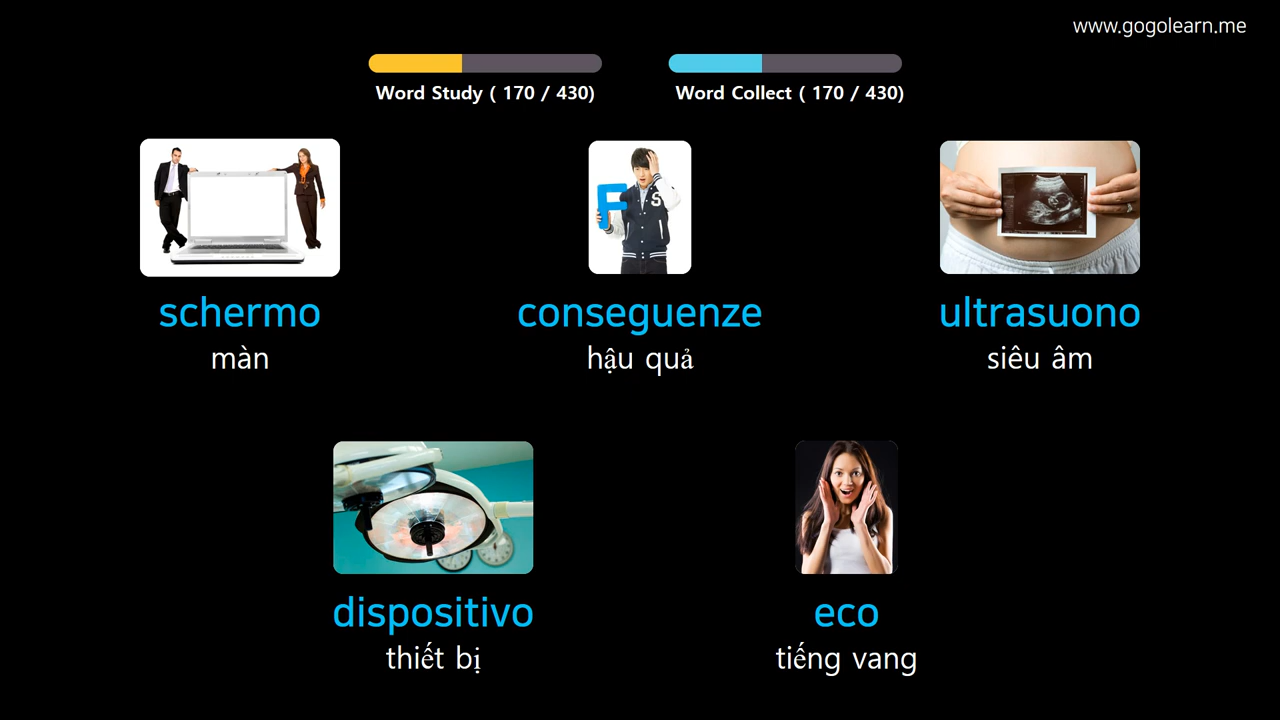 www.gogolearn.me
Word Study ( 170 / 430)
Word Collect ( 170 / 430)
F
S
schermo
màn
conseguenze
hậu quả
ultrasuono
siêu âm
dispositivo
thiết bị
eco
tiếng vang